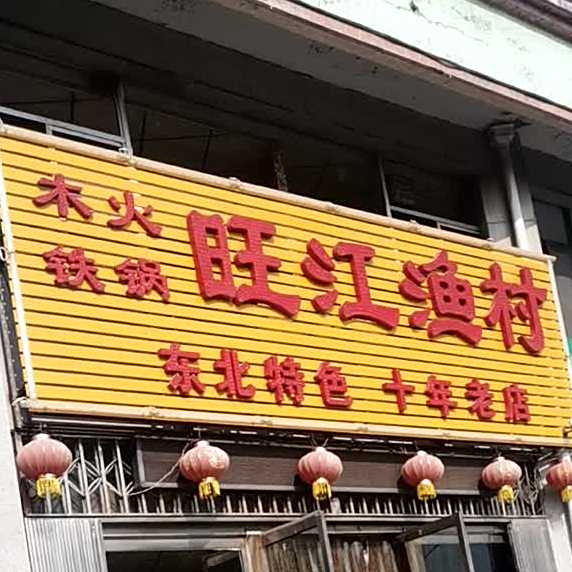 木火
铁锅
旺江渔村
东北特色 十年老店